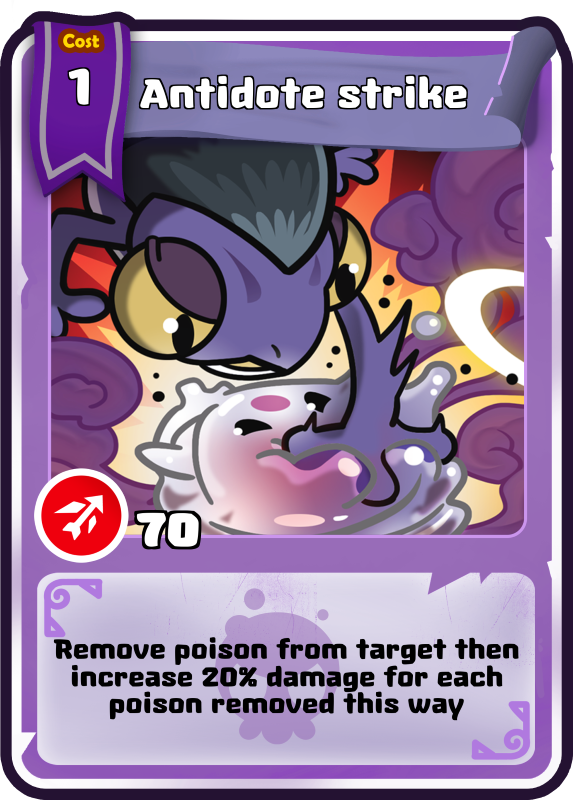 Cost
1
Antidote strike
70
Remove poison from target then
increase 20% damage for each
poison removed this way